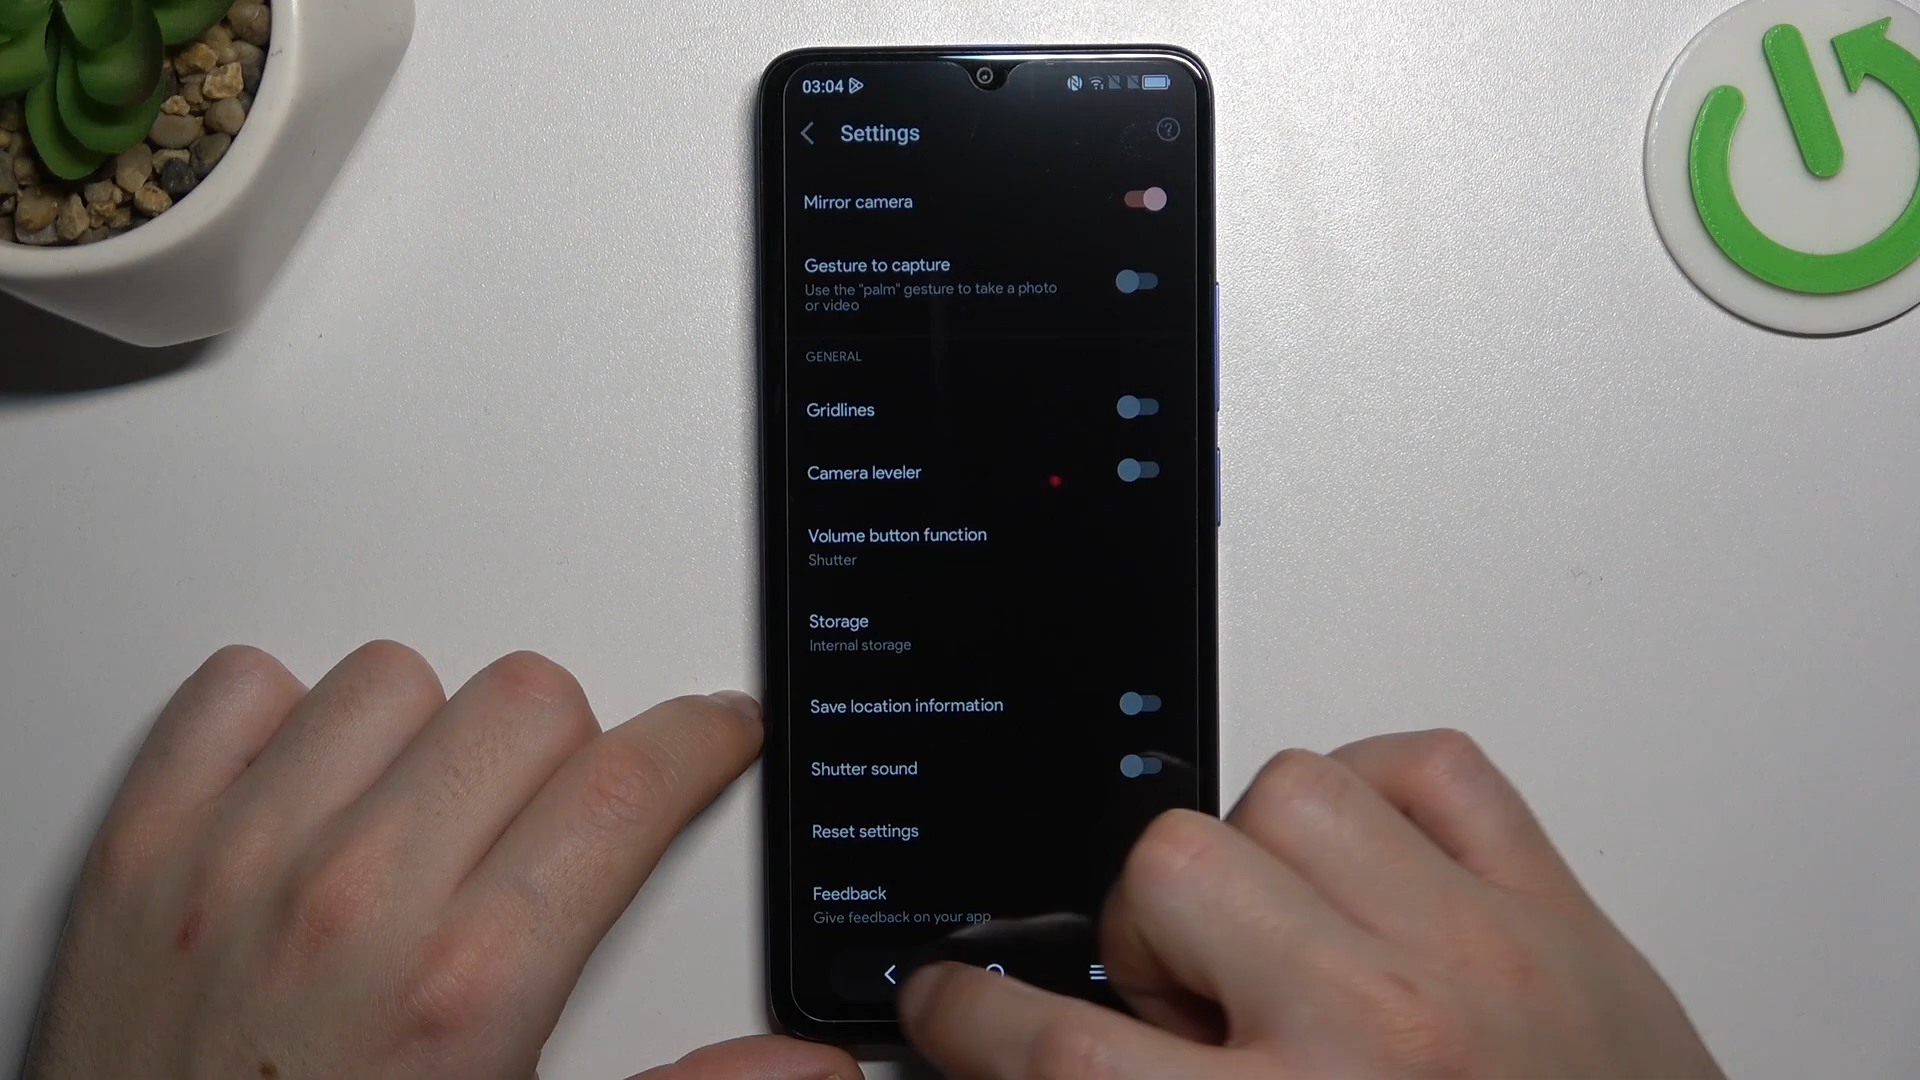 03:04
Settings
Mirror camera
Gesture to capture
Use the "palm" gesture to take a photo
or video
GENERAL
Gridlines
Camera leveler
Volume button function
Shutter
Storage
Internal storage
Save location information
Shutter sound
Reset settings
Feedback
Give feedback on your app